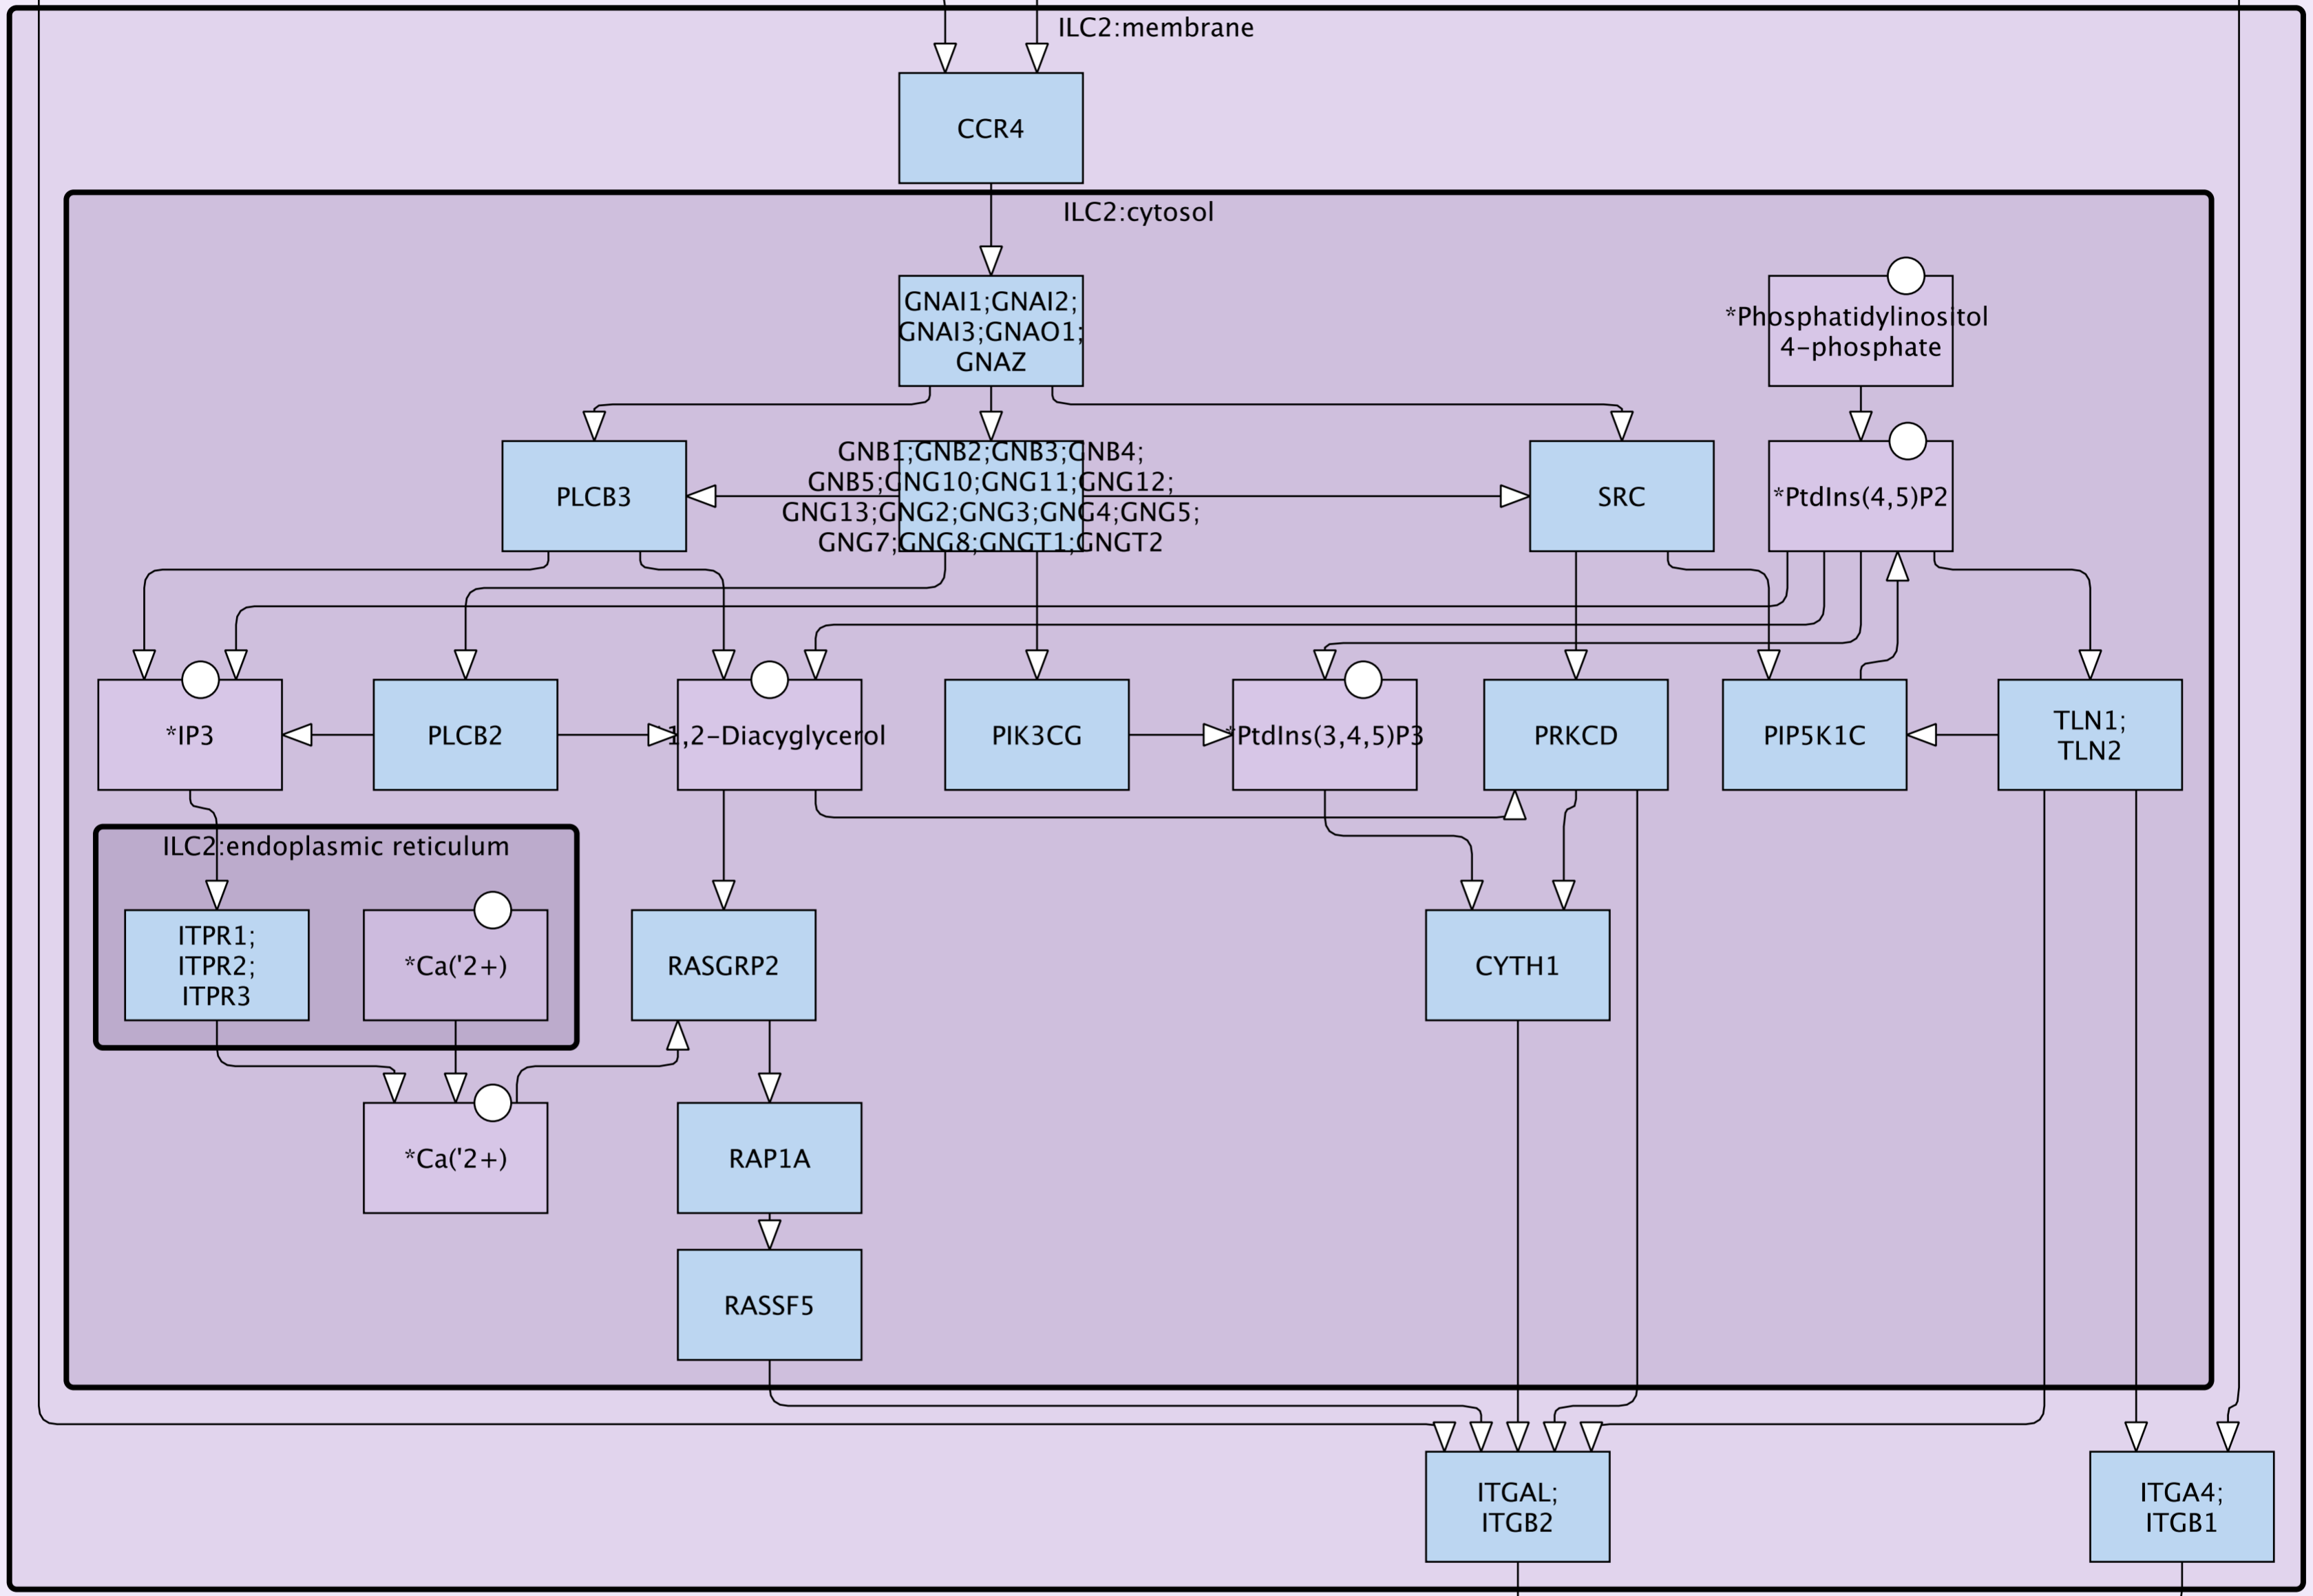 ILC2:membrane
CCR4
ILC2:cytosol
GNAI1;GNAI2;
GNAI3;GNAO1;
GNAZ
*Phosphatidylinositol
4-phosphate
PLCB3
GNB1;GNB2;GNB3;GNB4;
GNB5;GNG10;GNG11;GNG12;
GNG13;GNG2;GNG3;GNG4;GNG5;
GNG7;GNG8;GNGT1;GNGT2
SRC
*PtdIns(4,5)P2
*IP3
PLCB2
*1,2-Diacyglycerol
PIK3CG
*PtdIns(3,4,5)P3
PRKCD
PIP5K1C
TLN1;
TLN2
ILC2:endoplasmic reticulum
ITPR1;
ITPR2;
ITPR3
*Ca('2+)
RASGRP2
CYTH1
*Ca('2+)
RAP1A
RASSF5
ITGAL;
ITGB2
ITGA4;
ITGB1